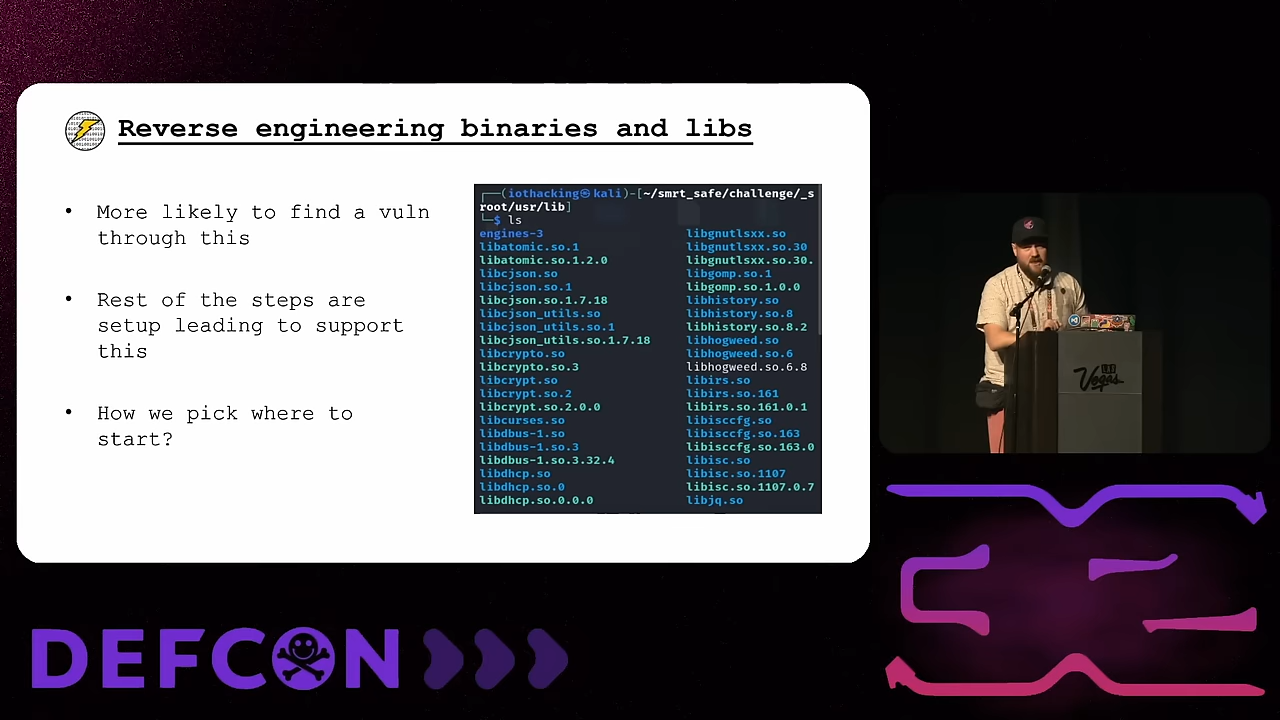 Reverse engineering binaries and libs
• More likely to find a vuln
through this
• Rest of the steps are
setup leading to support
this
• How we pick where to
start?
┌──(iothacking㉿kali)-[~/smrt_safe/challenge/_s
root/usr/lib]
└─$ ls
engines-3
libatomic.so.1
libatomic.so.1.2.0
libcjson.so
libcjson.so.1
libcjson.so.1.7.18
libcjson_utils.so
libcjson_utils.so.1
libcjson_utils.so.1.7.18
libcrypto.so
libcrypto.so.3
libcrypt.so
libcrypt.so.2
libcrypt.so.2.0.0
libcurses.so
libdbus-1.so
libdbus-1.so.3
libdbus-1.so.3.32.4
libdhcp.so
libdhcp.so.0
libdhcp.so.0.0.0
libgnutlsxx.so
libgnutlsxx.so.30
libgnutlsxx.so.30.
libgomp.so.1
libgomp.so.1.0.0
libhistory.so
libhistory.so.8
libhistory.so.8.2
libhogweed.so
libhogweed.so.6
libhogweed.so.6.8
libirs.so
libirs.so.161
libirs.so.161.0.1
libisccfg.so
libisccfg.so.163
libisccfg.so.163.0
libisc.so
libisc.so.1107
libisc.so.1107.0.7
libjq.so
Vegas
DEFCON